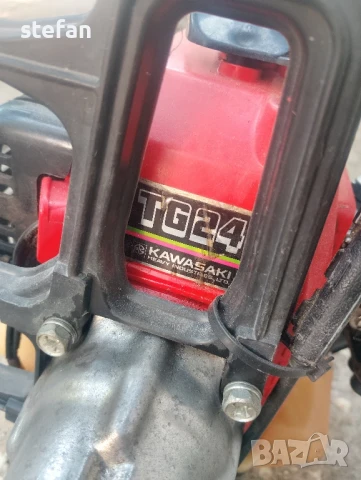 stefan
TG24
KAWASAKI
HEAVY INDUSTRIES, LTD.
BAZAR